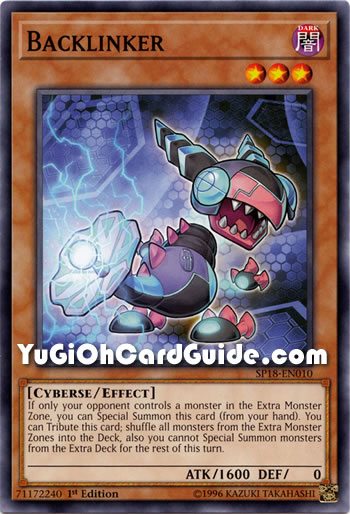 BACKLINKER
DARK
闇
YuGiOhCardGuide.com
SP18-EN010
[CYBERSE/EFFECT]
If only your opponent controls a monster in the Extra Monster
Zone, you can Special Summon this card (from your hand). You
can Tribute this card; shuffle all monsters from the Extra Monster
Zones into the Deck, also you cannot Special Summon monsters
from the Extra Deck for the rest of this turn.
ATK/1600 DEF/ 0
71172240 1st Edition ©1996 KAZUKI TAKAHASHI